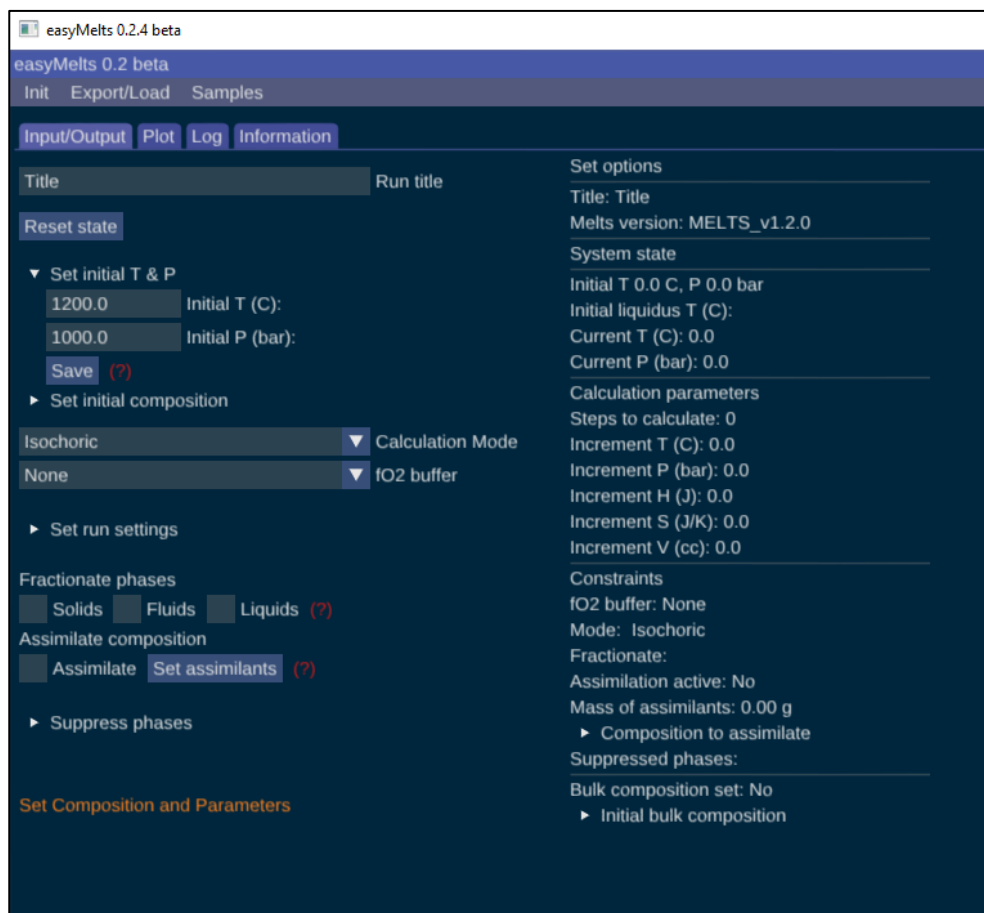 easyMelts 0.2.4 beta
easyMelts 0.2 beta
Init Export/Load Samples
Input/Output Plot Log Information
Title Run title
Reset state
Set initial T & P
1200.0 Initial T (C):
1000.0 Initial P (bar):
Save (?)
Set initial composition
Isochoric Calculation Mode
None fO2 buffer
Set run settings
Fractionate phases
Solids Fluids Liquids (?)
Assimilate composition
Assimilate Set assimilants (?)
Suppress phases
Set Composition and Parameters
Set options
Title: Title
Melts version: MELTS_v1.2.0
System state
Initial T 0.0 C, P 0.0 bar
Initial liquidus T (C):
Current T (C): 0.0
Current P (bar): 0.0
Calculation parameters
Steps to calculate: 0
Increment T (C): 0.0
Increment P (bar): 0.0
Increment H (J): 0.0
Increment S (J/K): 0.0
Increment V (cc): 0.0
Constraints
fO2 buffer: None
Mode: Isochoric
Fractionate:
Assimilation active: No
Mass of assimilants: 0.00 g
Composition to assimilate
Suppressed phases:
Bulk composition set: No
Initial bulk composition